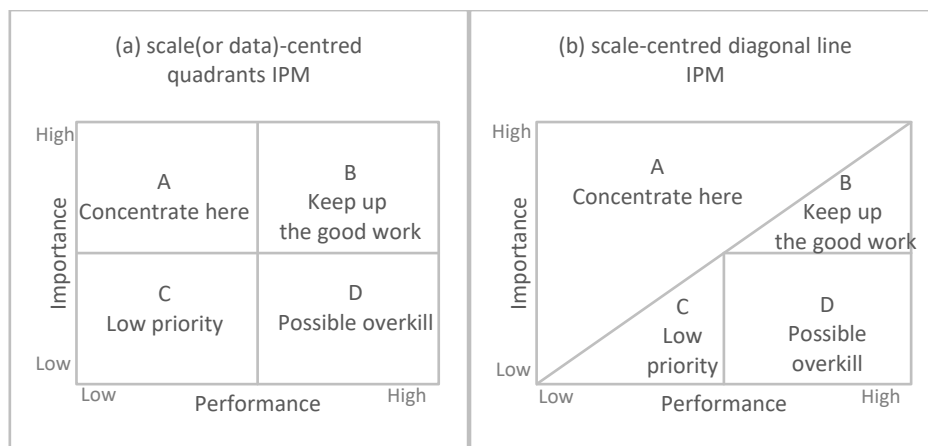 (a) scale(or data)-centred
quadrants IPM
High
A
Concentrate here
B
Keep up
the good work
Importance
C
Low priority
D
Possible overkill
Low
Low
Performance
High
(b) scale-centred diagonal line
IPM
High
A
Concentrate here
B
Keep up
the good work
Importance
C
Low
priority
D
Possible
overkill
Low
Low
Performance
High